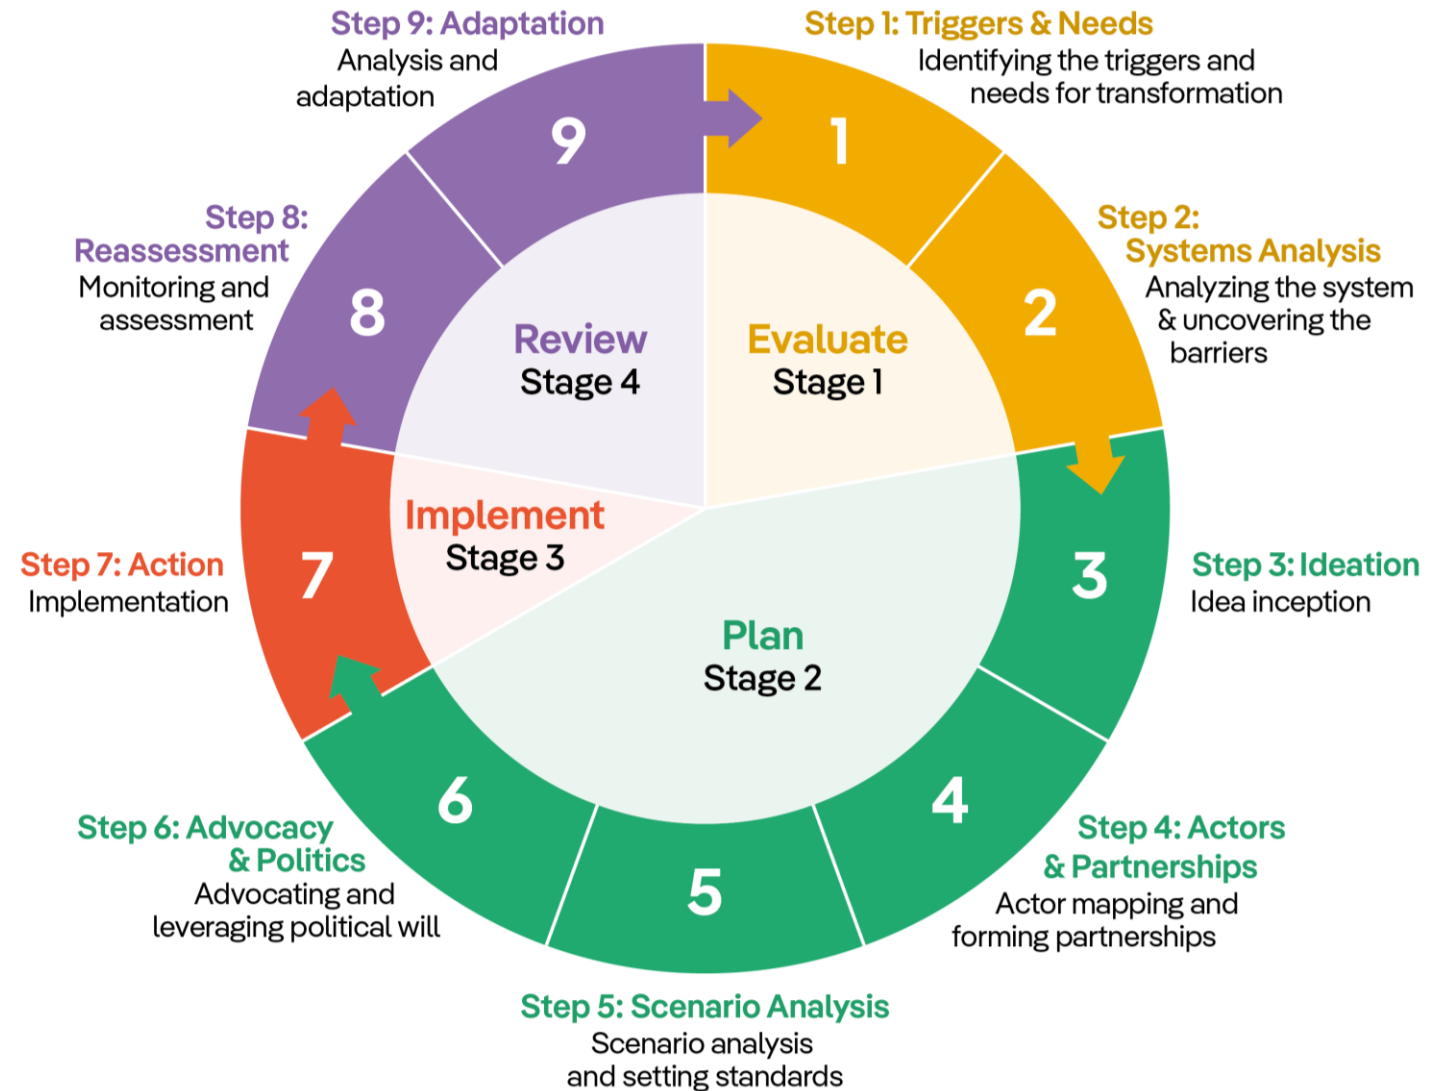 Step 1: Triggers & Needs
Identifying the triggers and
needs for transformation
Step 2:
Systems Analysis
Analyzing the system
& uncovering the
barriers
Step 3: Ideation
Idea inception
Step 4: Actors
& Partnerships
Actor mapping and
forming partnerships
Step 5: Scenario Analysis
Scenario analysis
and setting standards
Step 6: Advocacy
& Politics
Advocating and
leveraging political will
Step 7: Action
Implementation
Step 8:
Reassessment
Monitoring and
assessment
Step 9: Adaptation
Analysis and
adaptation
1
2
3
4
5
6
7
8
9
Evaluate
Stage 1
Plan
Stage 2
Implement
Stage 3
Review
Stage 4